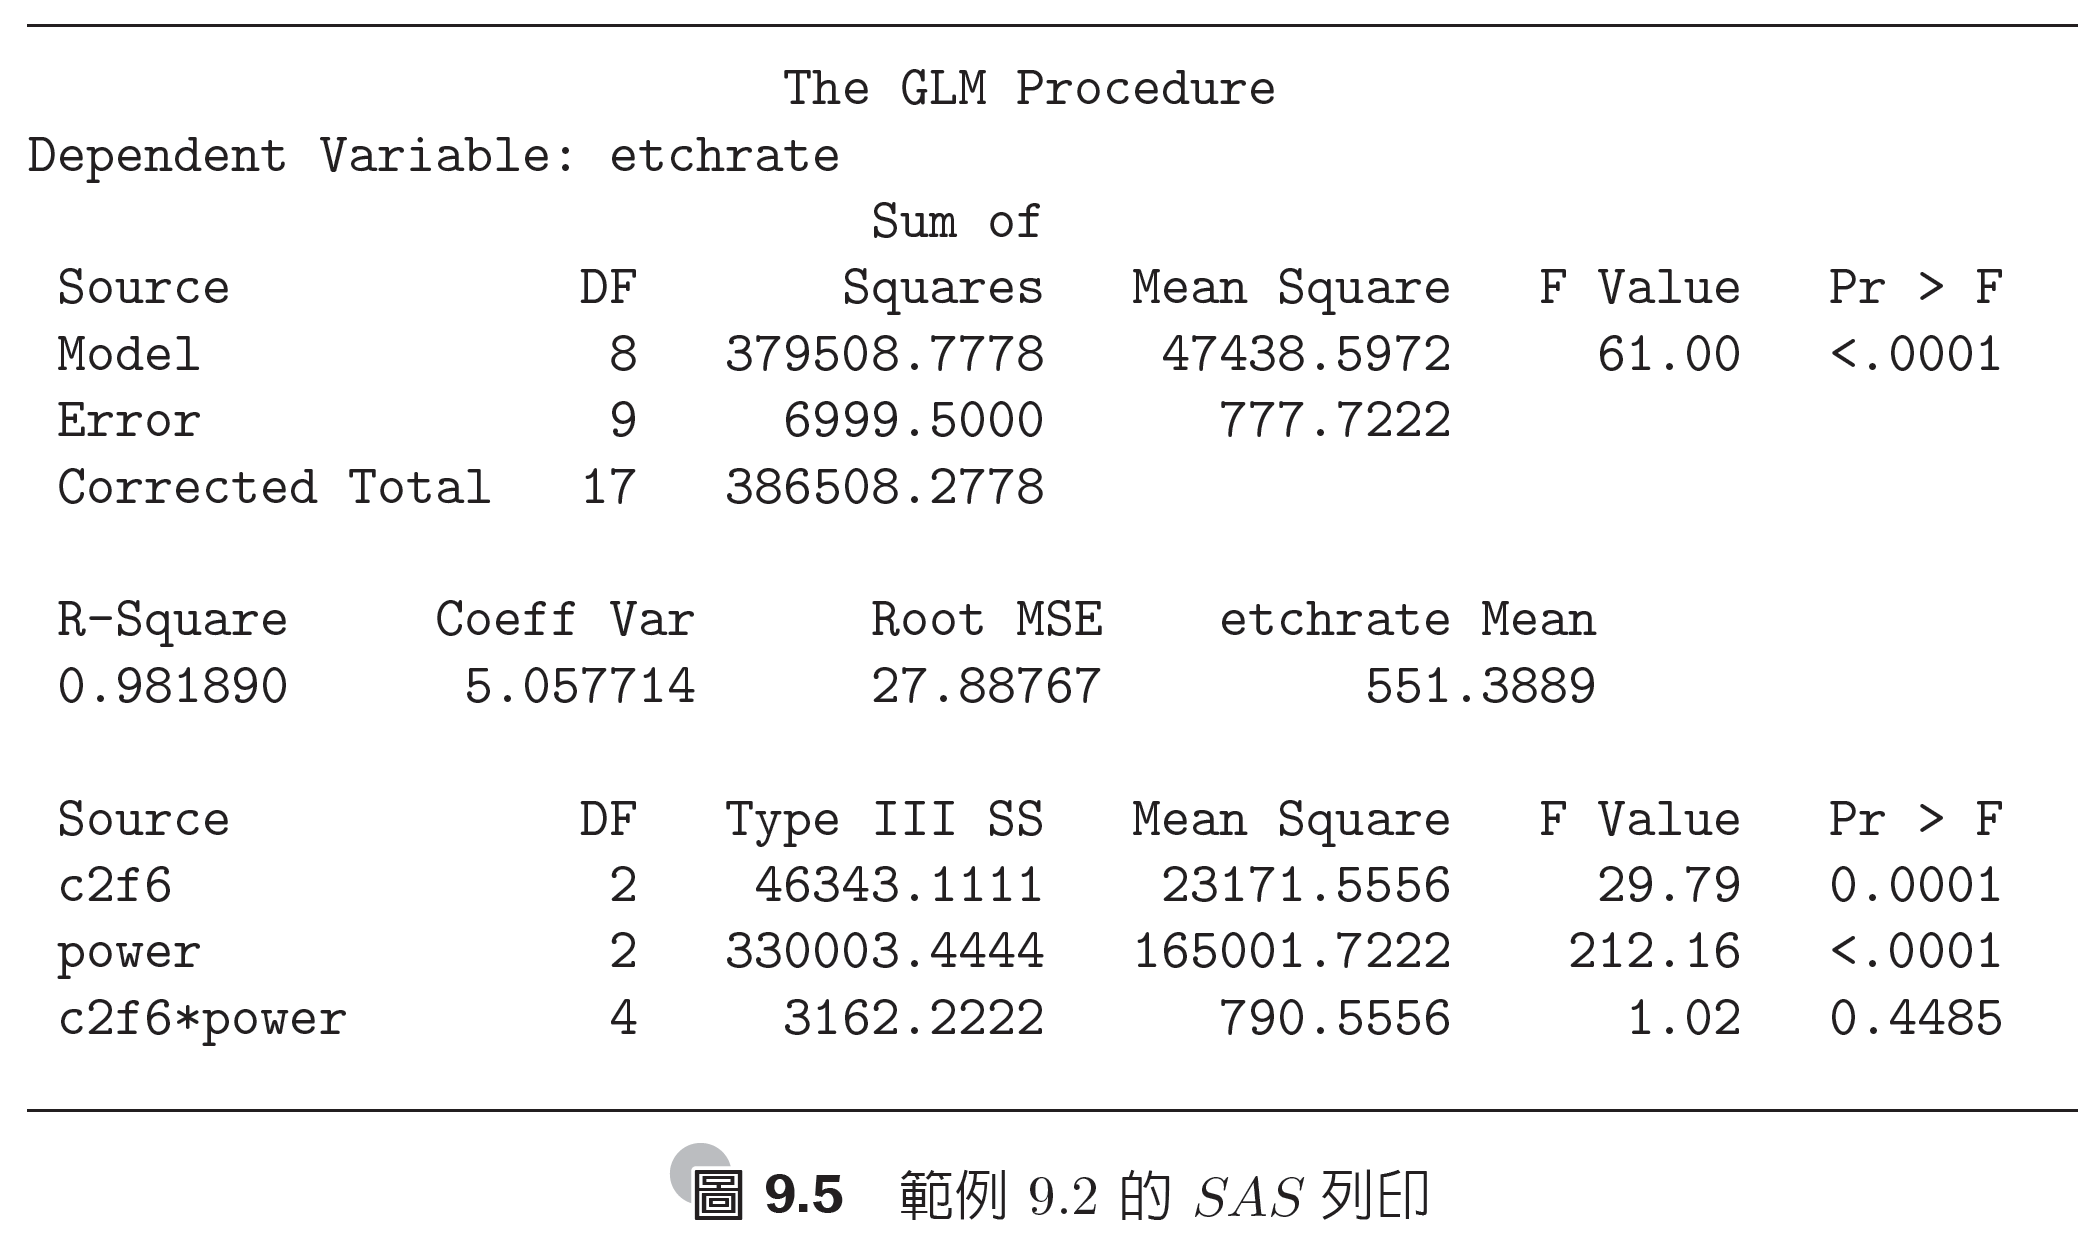 The GLM Procedure
Dependent Variable: etchrate
Sum of
Source DF Squares Mean Square F Value Pr > F
Model 8 379508.7778 47438.5972 61.00 <.0001
Error 9 6999.5000 777.7222
Corrected Total 17 386508.2778
R-Square Coeff Var Root MSE etchrate Mean
0.981890 5.057714 27.88767 551.3889
Source DF Type III SS Mean Square F Value Pr > F
c2f6 2 46343.1111 23171.5556 29.79 0.0001
power 2 330003.4444 165001.7222 212.16 <.0001
c2f6*power 4 3162.2222 790.5556 1.02 0.4485
圖 9.5 範例 9.2 的 SAS 列印